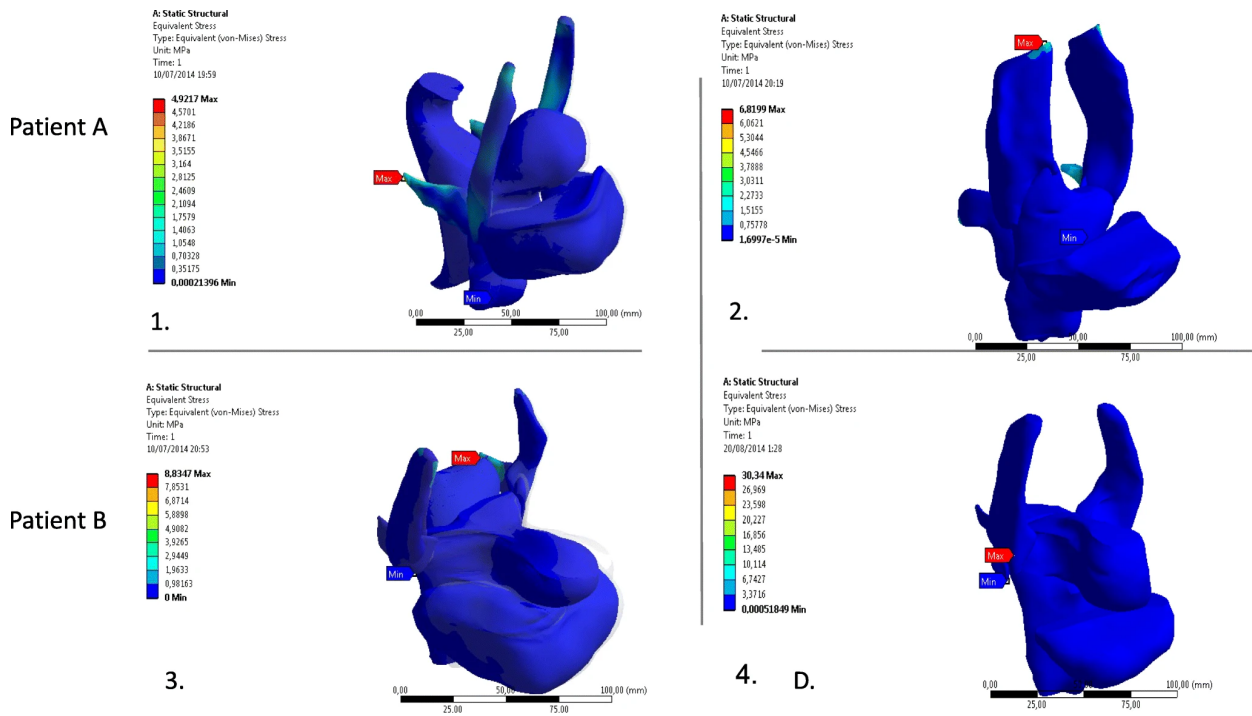 Patient A
A: Static Structural
Equivalent Stress
Type: Equivalent (von-Mises) Stress
Unit: MPa
Time: 1
10/07/2014 19:59
4,9217 Max
4,5701
4,2186
3,8671
3,5155
3,164
2,8125
2,4609
2,1094
1,7579
1,4063
1,0548
0,70328
0,35175
0,00021396 Min
Max
Min
0,00 50,00 100,00 (mm)
25,00 75,00
1.
A: Static Structural
Equivalent Stress
Type: Equivalent (von-Mises) Stress
Unit: MPa
Time: 1
10/07/2014 20:19
6,8199 Max
6,0621
5,3044
4,5466
3,7888
3,0311
2,2733
1,5155
0,75778
1,6997e-5 Min
Max
Min
0,00 50,00 100,00 (mm)
25,00 75,00
2.
Patient B
A: Static Structural
Equivalent Stress
Type: Equivalent (von-Mises) Stress
Unit: MPa
Time: 1
10/07/2014 20:53
8,8347 Max
7,8531
6,8714
5,8898
4,9082
3,9265
2,9449
1,9633
0,98163
0 Min
Max
Min
0,00 50,00 100,00 (mm)
25,00 75,00
3.
A: Static Structural
Equivalent Stress
Type: Equivalent (von-Mises) Stress
Unit: MPa
Time: 1
20/08/2014 1:28
30,34 Max
26,969
23,598
20,227
16,856
13,485
10,114
6,7427
3,3716
0,00051849 Min
Max
Min
0,00 50,00 100,00 (mm)
25,00 75,00
4. D.